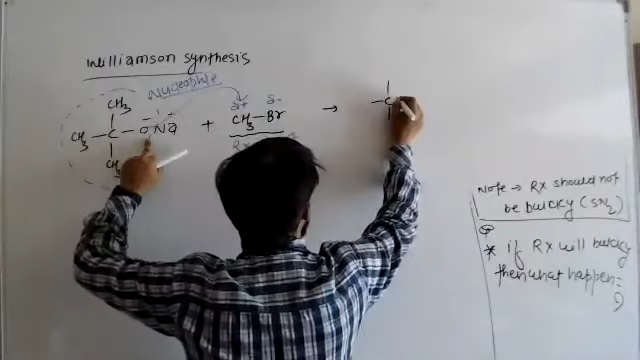 Williamson synthesis
Nucleophile
CH3
δ+ δ-
CH3 — C — O Na + CH3 — Br →
- +
CH3
Rx
— C
Note → Rx should not
be bulcky (SN2)
* if Rx will bulcky
then what happen =
?